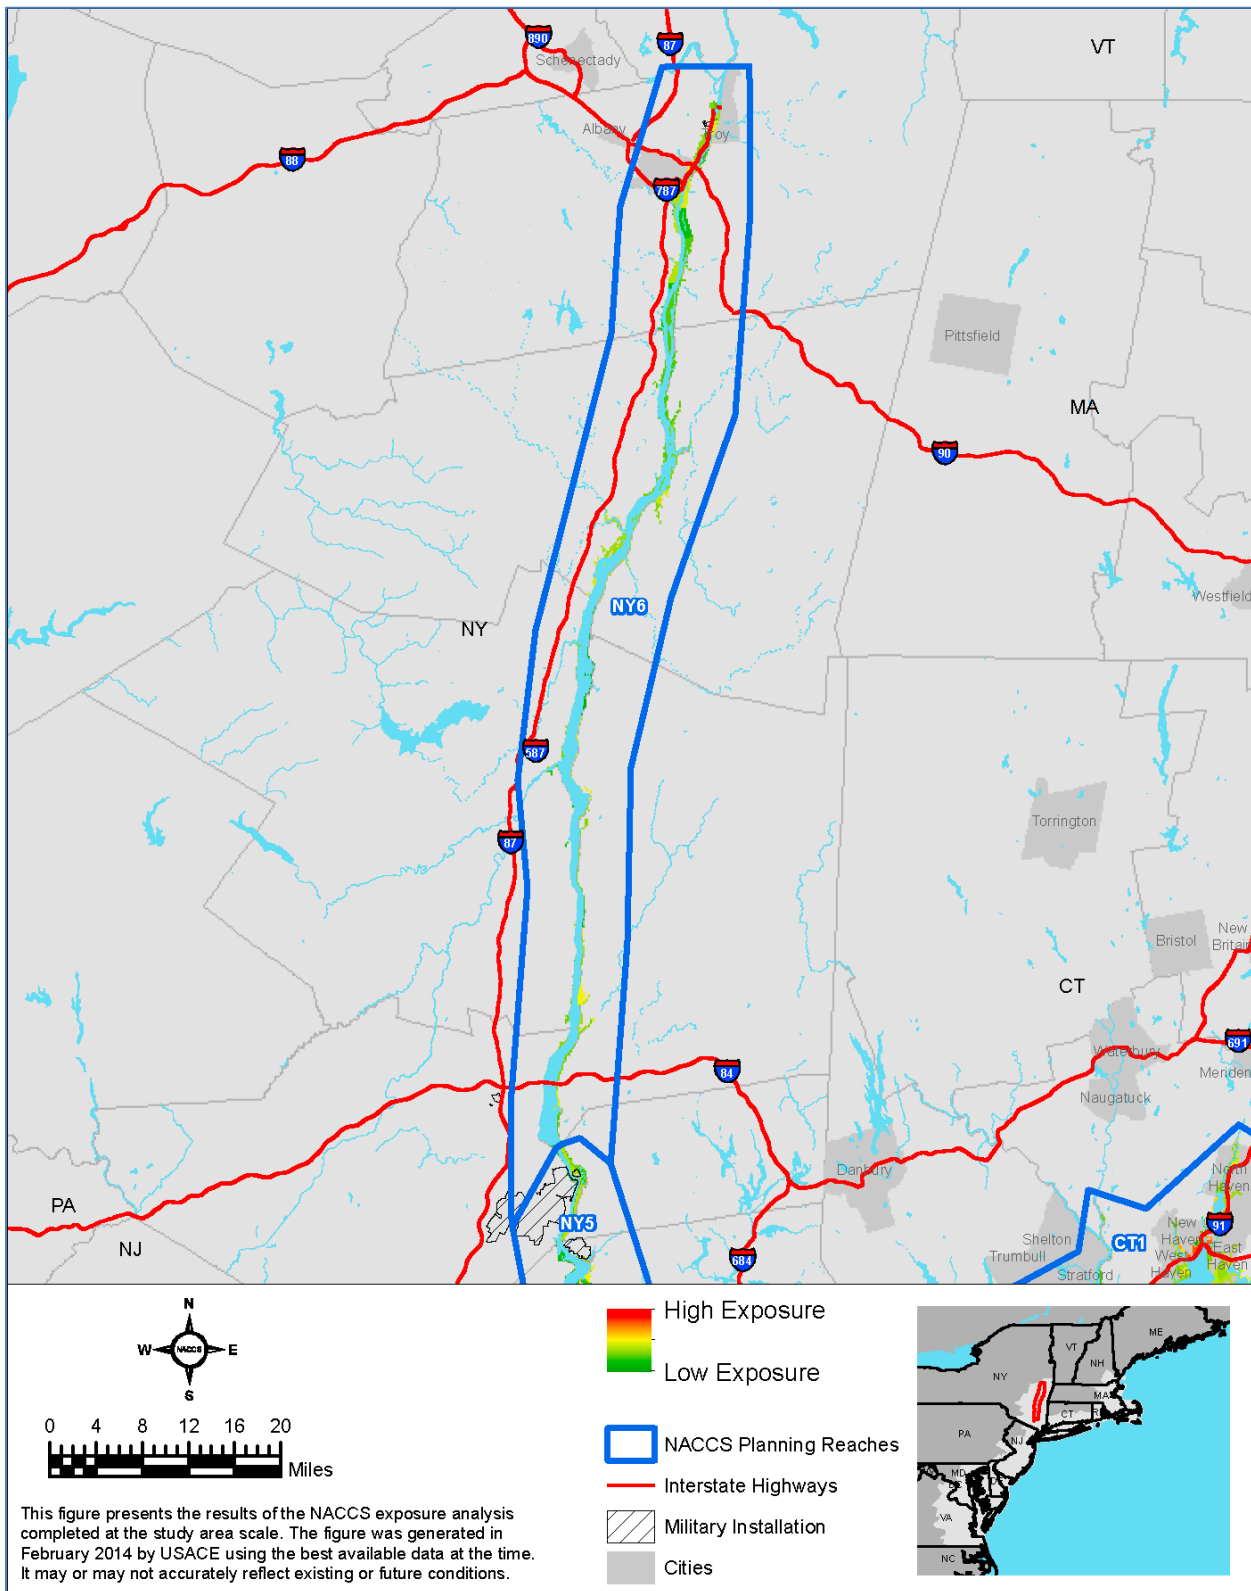 890
87
VT
Schenectady
Albany
Troy
88
787
Pittsfield
MA
90
Westfield
NY6
NY
587
Torrington
87
Bristol
New
Britain
CT
691
Waterbury
Meriden
84
Naugatuck
Danbury
North
Haven
PA
NJ
NY5
684
Shelton
Trumbull
Stratford
CT1
New
Haven
West
Haven
91
East
Haven
N
W
NACCS
E
S
0 4 8 12 16 20
Miles
This figure presents the results of the NACCS exposure analysis
completed at the study area scale. The figure was generated in
February 2014 by USACE using the best available data at the time.
It may or may not accurately reflect existing or future conditions.
High Exposure
Low Exposure
NACCS Planning Reaches
Interstate Highways
Military Installation
Cities
ME
VT
NH
NY
MA
CT
PA
NJ
MD
VA
NC